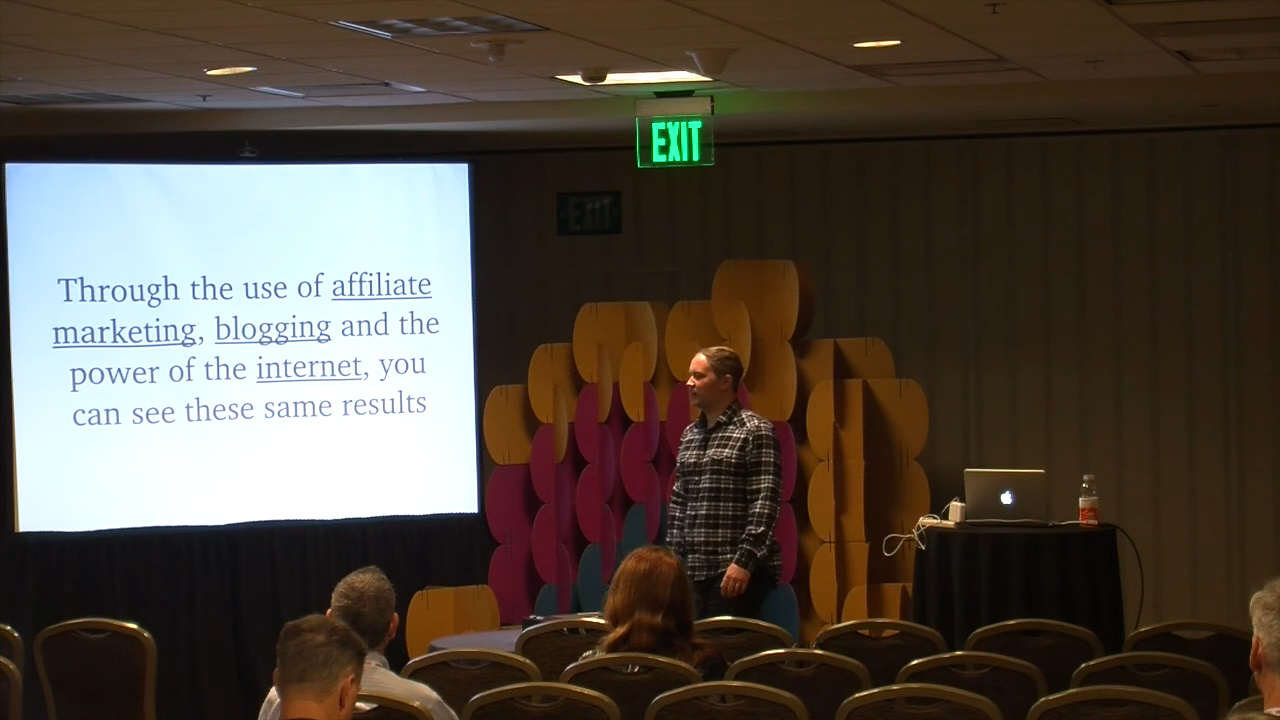 EXIT
EXIT
Through the use of affiliate
marketing, blogging and the
power of the internet, you
can see these same results